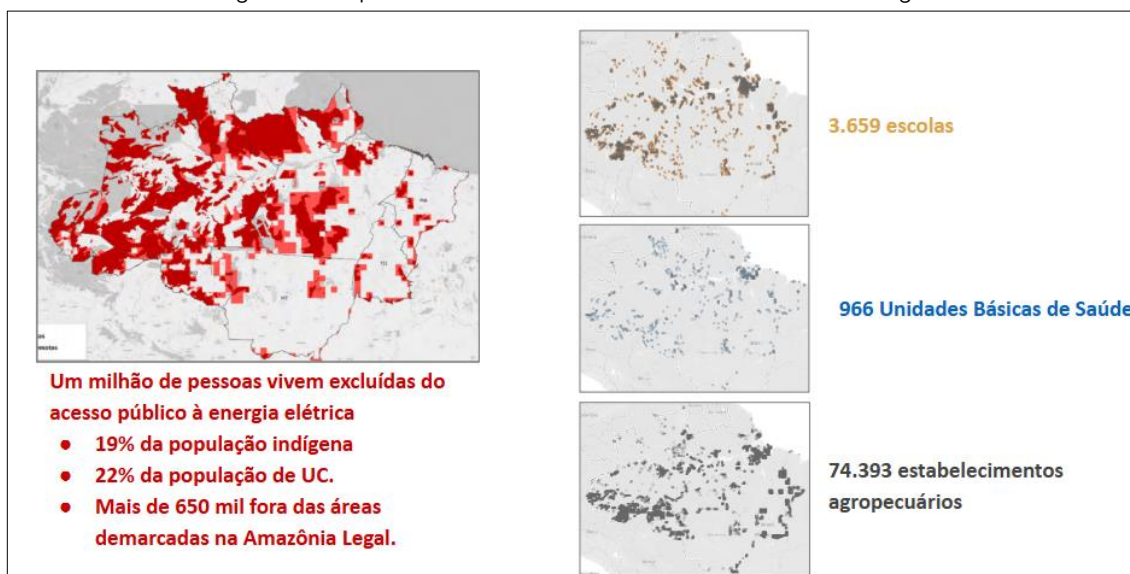 Um milhão de pessoas vivem excluídas do
acesso público à energia elétrica
● 19% da população indígena
● 22% da população de UC.
● Mais de 650 mil fora das áreas
demarcadas na Amazônia Legal.
3.659 escolas
966 Unidades Básicas de Saúde
74.393 estabelecimentos
agropecuários